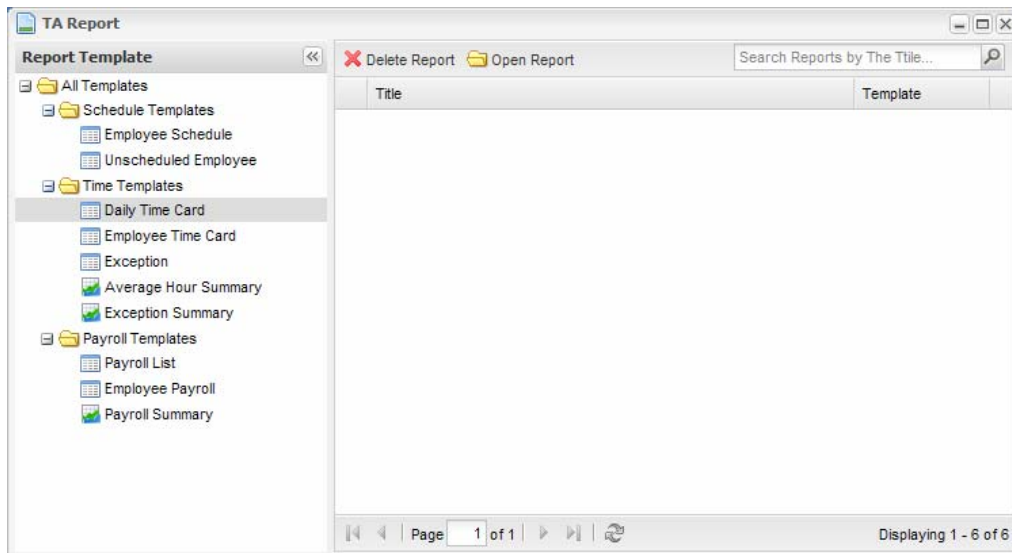 TA Report
Report Template
All Templates
Schedule Templates
Employee Schedule
Unscheduled Employee
Time Templates
Daily Time Card
Employee Time Card
Exception
Average Hour Summary
Exception Summary
Payroll Templates
Payroll List
Employee Payroll
Payroll Summary
Delete Report Open Report Search Reports by The Ttile...
Title Template
Page 1 of 1 Displaying 1 - 6 of 6